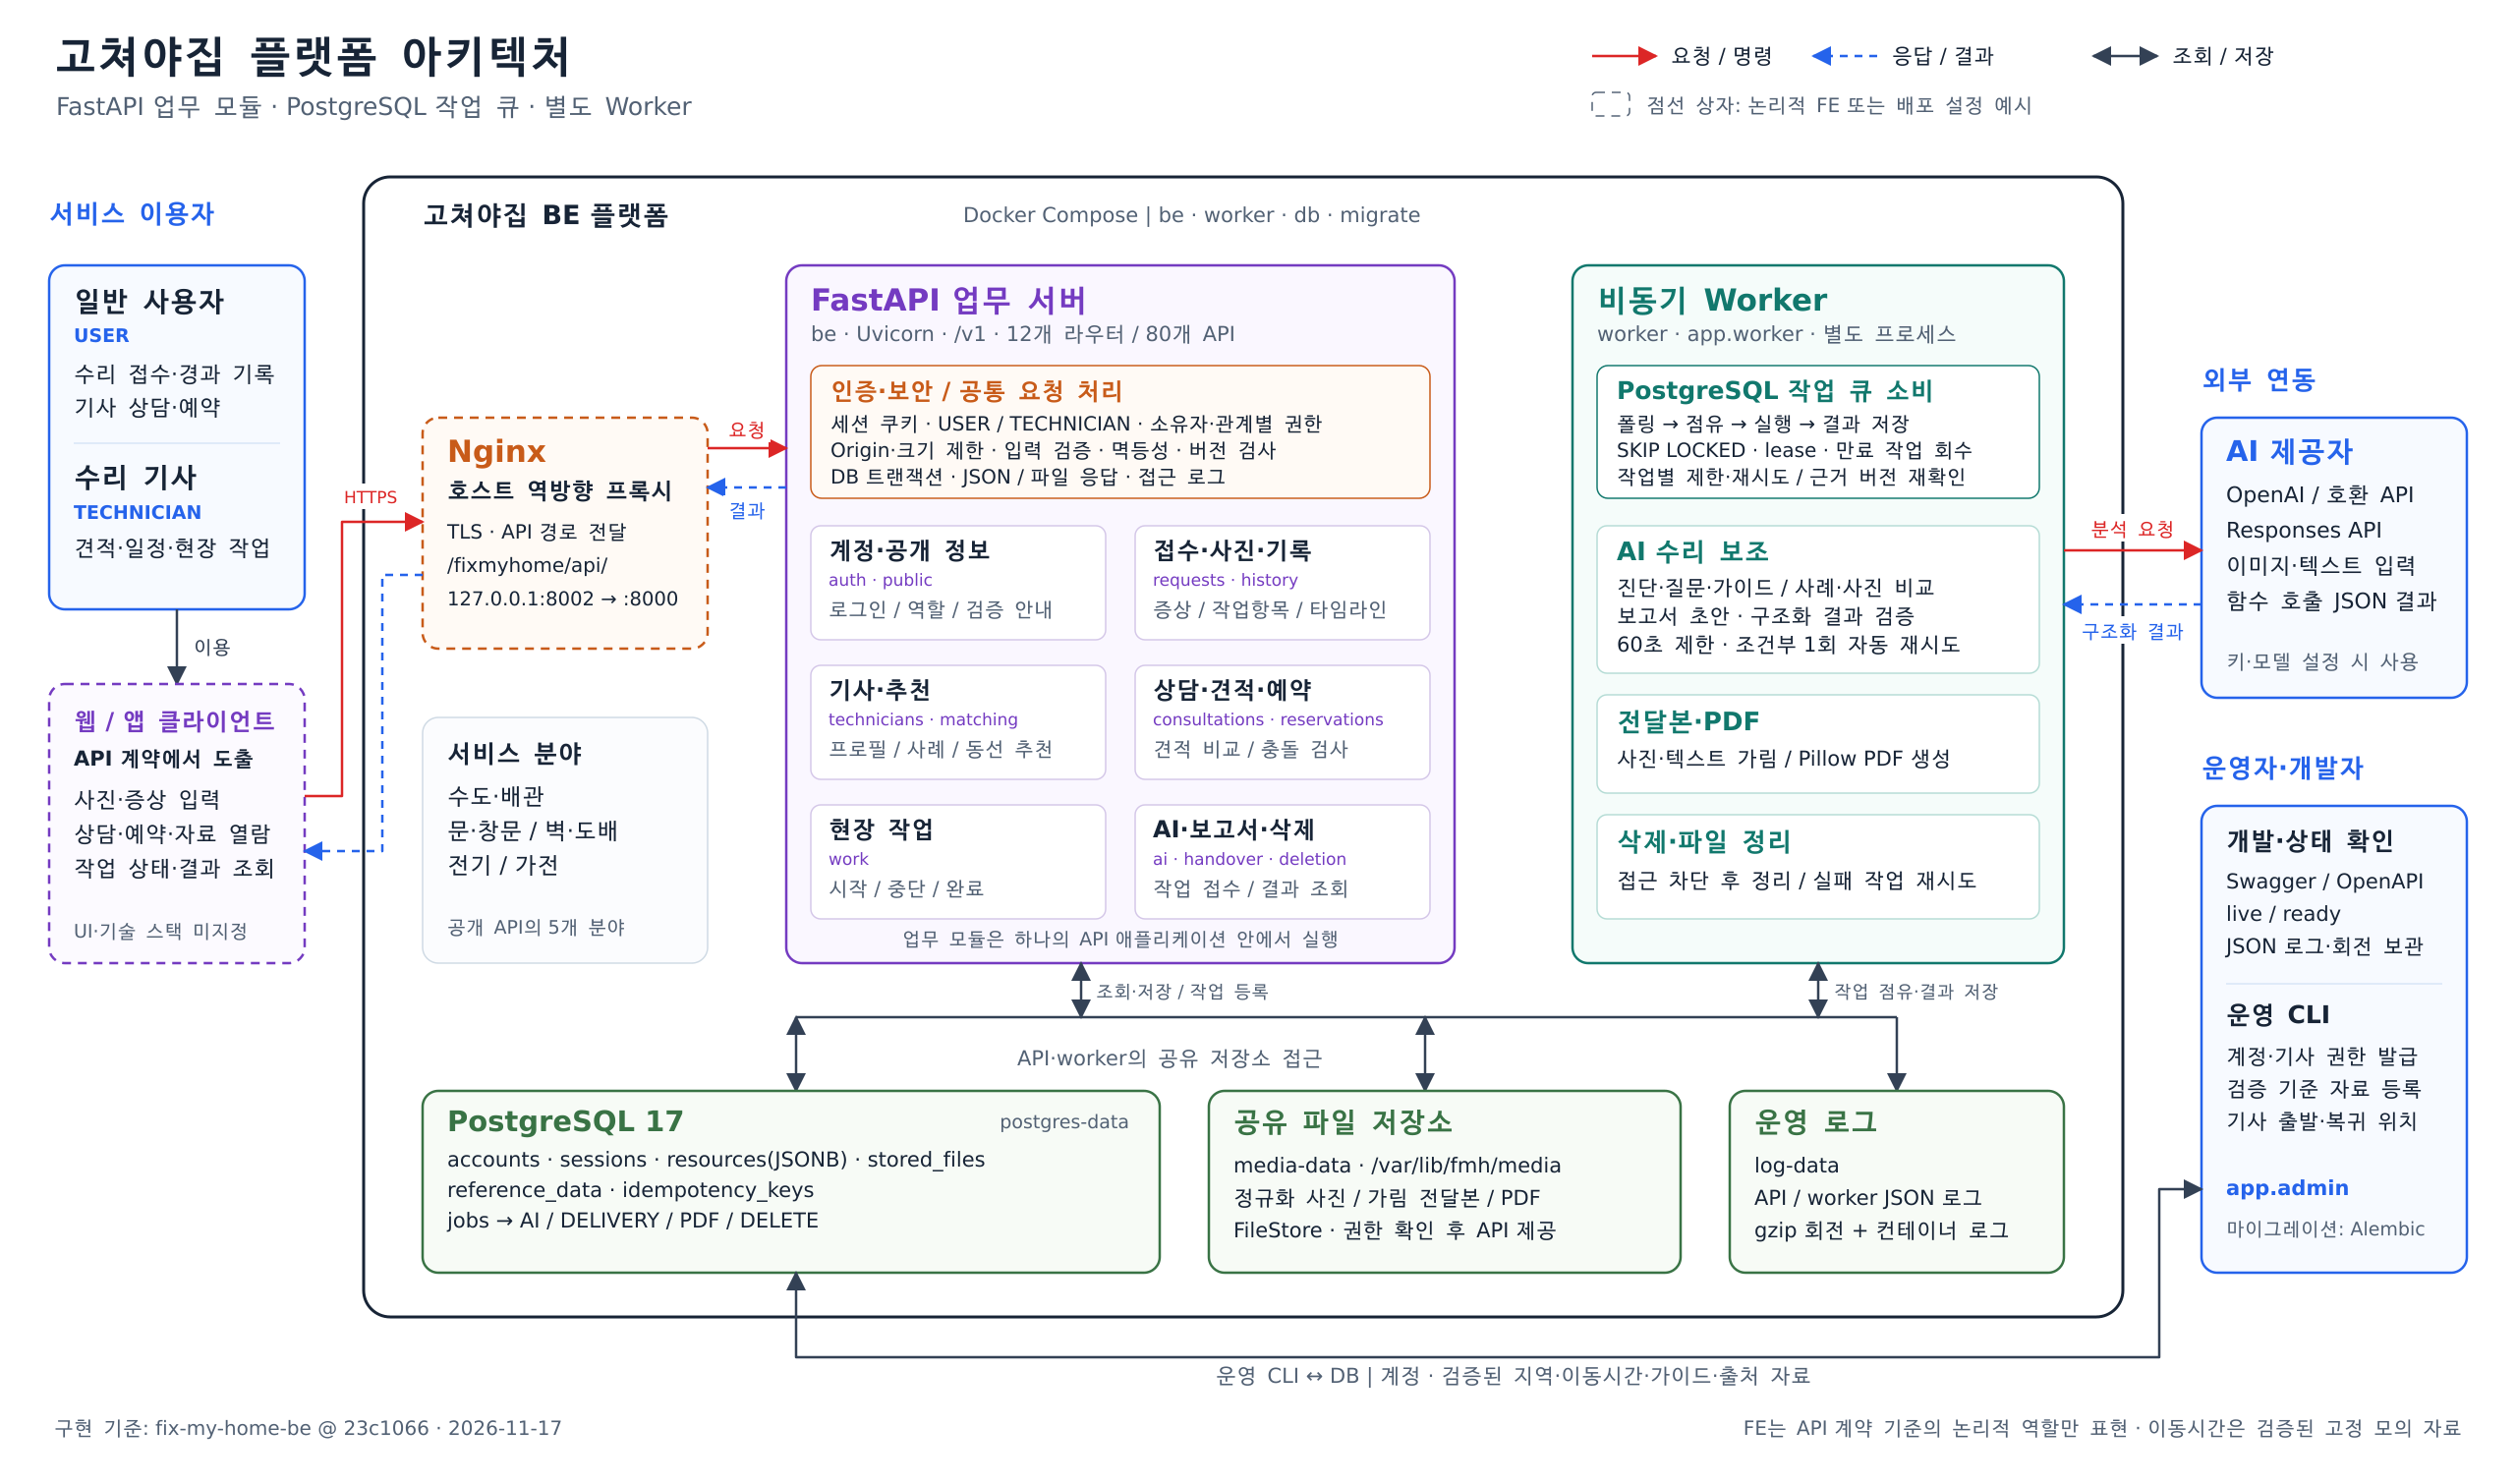 고쳐야집 플랫폼 아키텍처
FastAPI 업무 모듈 · PostgreSQL 작업 큐 · 별도 Worker
요청 / 명령
응답 / 결과
조회 / 저장
점선 상자: 논리적 FE 또는 배포 설정 예시
서비스 이용자
일반 사용자
USER
수리 접수·경과 기록
기사 상담·예약
수리 기사
TECHNICIAN
견적·일정·현장 작업
이용
웹 / 앱 클라이언트
API 계약에서 도출
사진·증상 입력
상담·예약·자료 열람
작업 상태·결과 조회
UI·기술 스택 미지정
HTTPS
고쳐야집 BE 플랫폼
Docker Compose | be · worker · db · migrate
Nginx
호스트 역방향 프록시
TLS · API 경로 전달
/fixmyhome/api/
127.0.0.1:8002 → :8000
요청
결과
서비스 분야
수도·배관
문·창문 / 벽·도배
전기 / 가전
공개 API의 5개 분야
FastAPI 업무 서버
be · Uvicorn · /v1 · 12개 라우터 / 80개 API
인증·보안 / 공통 요청 처리
세션 쿠키 · USER / TECHNICIAN · 소유자·관계별 권한
Origin·크기 제한 · 입력 검증 · 멱등성 · 버전 검사
DB 트랜잭션 · JSON / 파일 응답 · 접근 로그
계정·공개 정보
auth · public
로그인 / 역할 / 검증 안내
접수·사진·기록
requests · history
증상 / 작업항목 / 타임라인
기사·추천
technicians · matching
프로필 / 사례 / 동선 추천
상담·견적·예약
consultations · reservations
견적 비교 / 충돌 검사
현장 작업
work
시작 / 중단 / 완료
AI·보고서·삭제
ai · handover · deletion
작업 접수 / 결과 조회
업무 모듈은 하나의 API 애플리케이션 안에서 실행
비동기 Worker
worker · app.worker · 별도 프로세스
PostgreSQL 작업 큐 소비
폴링 → 점유 → 실행 → 결과 저장
SKIP LOCKED · lease · 만료 작업 회수
작업별 제한·재시도 / 근거 버전 재확인
AI 수리 보조
진단·질문·가이드 / 사례·사진 비교
보고서 초안 · 구조화 결과 검증
60초 제한 · 조건부 1회 자동 재시도
전달본·PDF
사진·텍스트 가림 / Pillow PDF 생성
삭제·파일 정리
접근 차단 후 정리 / 실패 작업 재시도
분석 요청
구조화 결과
외부 연동
AI 제공자
OpenAI / 호환 API
Responses API
이미지·텍스트 입력
함수 호출 JSON 결과
키·모델 설정 시 사용
운영자·개발자
개발·상태 확인
Swagger / OpenAPI
live / ready
JSON 로그·회전 보관
운영 CLI
계정·기사 권한 발급
검증 기준 자료 등록
기사 출발·복귀 위치
app.admin
마이그레이션: Alembic
조회·저장 / 작업 등록
작업 점유·결과 저장
API·worker의 공유 저장소 접근
PostgreSQL 17
postgres-data
accounts · sessions · resources(JSONB) · stored_files
reference_data · idempotency_keys
jobs → AI / DELIVERY / PDF / DELETE
공유 파일 저장소
media-data · /var/lib/fmh/media
정규화 사진 / 가림 전달본 / PDF
FileStore · 권한 확인 후 API 제공
운영 로그
log-data
API / worker JSON 로그
gzip 회전 + 컨테이너 로그
운영 CLI ↔ DB | 계정 · 검증된 지역·이동시간·가이드·출처 자료
구현 기준: fix-my-home-be @ 23c1066 · 2026-11-17
FE는 API 계약 기준의 논리적 역할만 표현 · 이동시간은 검증된 고정 모의 자료